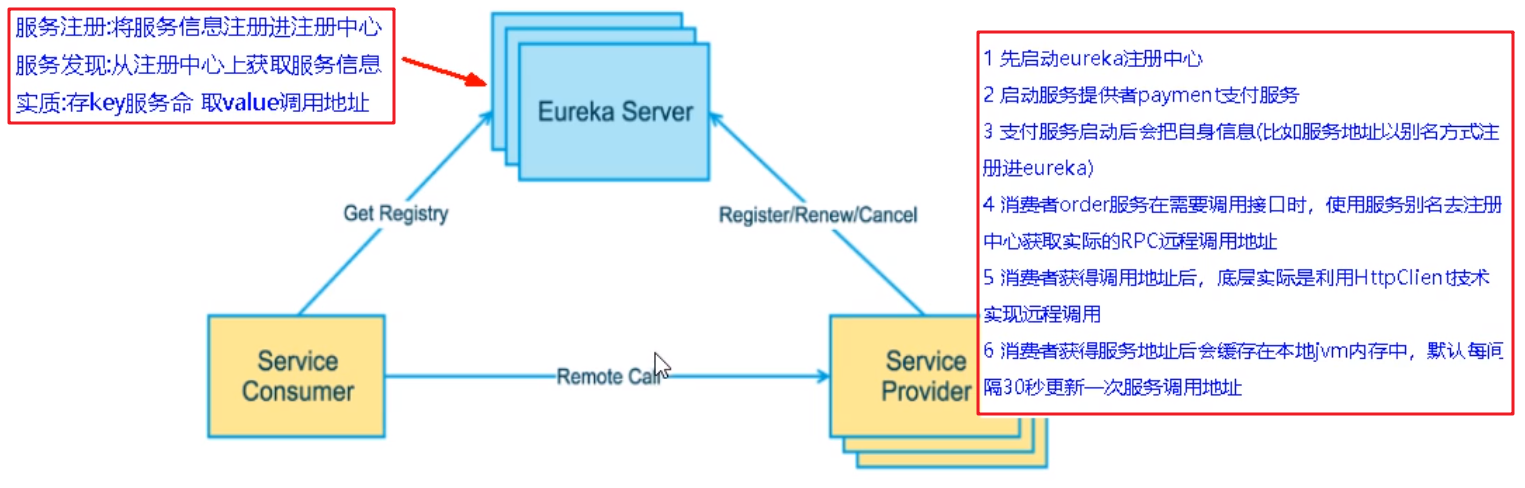 服务注册:将服务信息注册进注册中心
服务发现:从注册中心上获取服务信息
实质:存key服务命 取value调用地址
Eureka Server
1 先启动eureka注册中心
2 启动服务提供者payment支付服务
3 支付服务启动后会把自身信息(比如服务地址以别名方式注
册进eureka)
4 消费者order服务在需要调用接口时，使用服务别名去注册
中心获取实际的RPC远程调用地址
5 消费者获得调用地址后，底层实际是利用HttpClient技术
实现远程调用
6 消费者获得服务地址后会缓存在本地jvm内存中，默认每间
隔30秒更新一次服务调用地址
Get Registry
Register/Renew/Cancel
Service
Consumer
Remote Call
Service
Provider